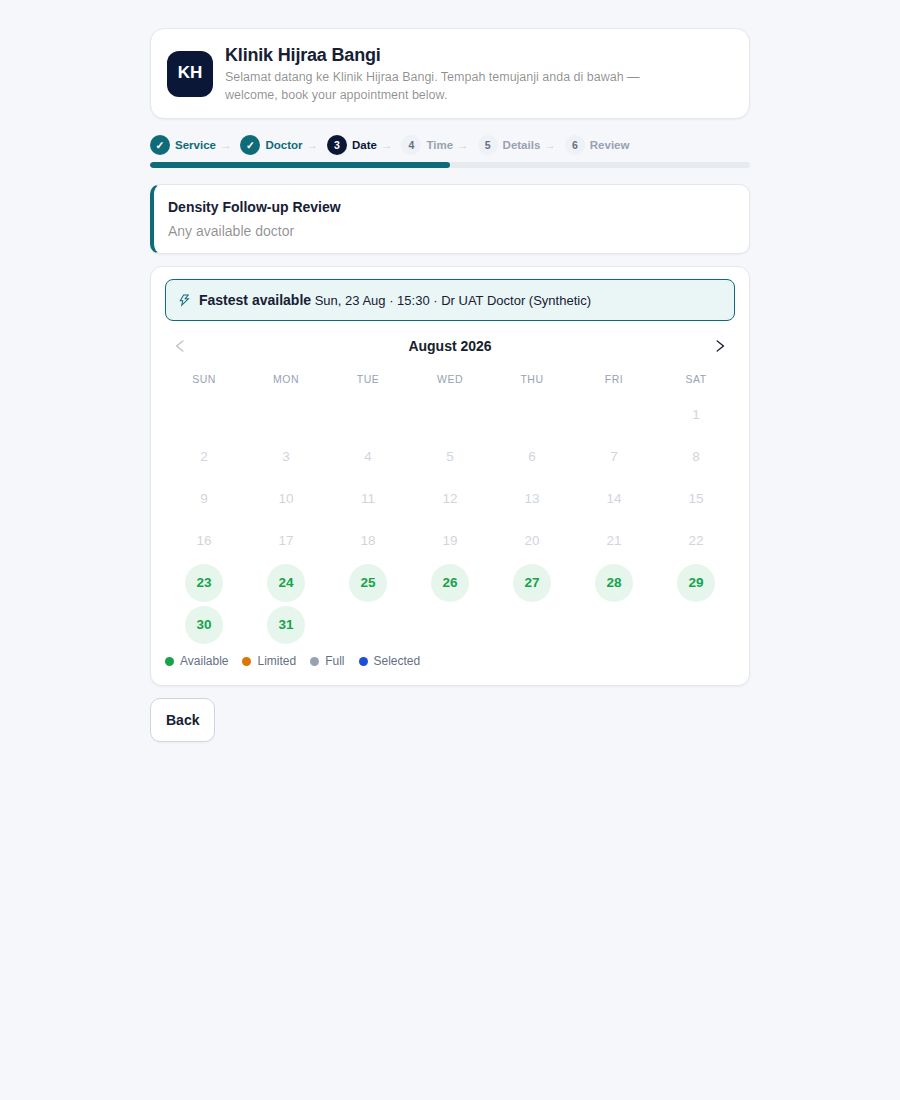 KH
Klinik Hijraa Bangi
Selamat datang ke Klinik Hijraa Bangi. Tempah temujanji anda di bawah —
welcome, book your appointment below.
✓ Service → ✓ Doctor → 3 Date → 4 Time → 5 Details → 6 Review
Density Follow-up Review
Any available doctor
Fastest available Sun, 23 Aug · 15:30 · Dr UAT Doctor (Synthetic)
August 2026
SUN MON TUE WED THU FRI SAT
1
2 3 4 5 6 7 8
9 10 11 12 13 14 15
16 17 18 19 20 21 22
23 24 25 26 27 28 29
30 31
Available Limited Full Selected
Back